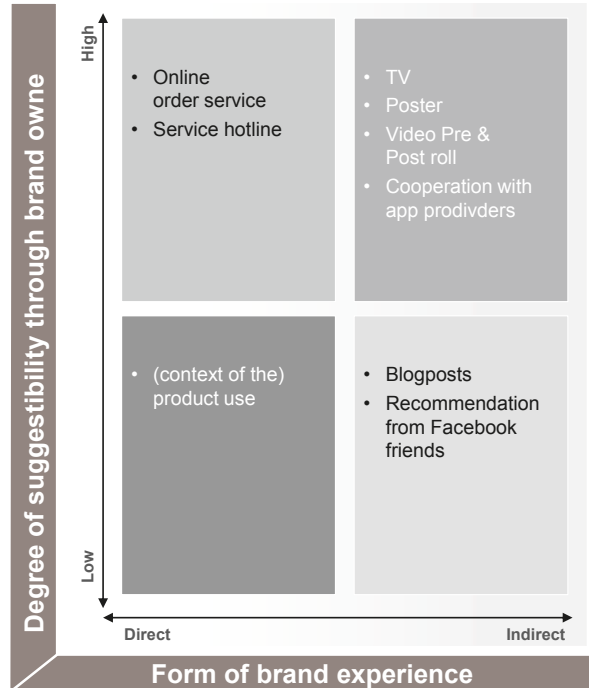 Degree of suggestibility through brand owne
High
• Online
order service
• Service hotline
• TV
• Poster
• Video Pre &
Post roll
• Cooperation with
app prodivders
• (context of the)
product use
• Blogposts
• Recommendation
from Facebook
friends
Low
Direct
Indirect
Form of brand experience